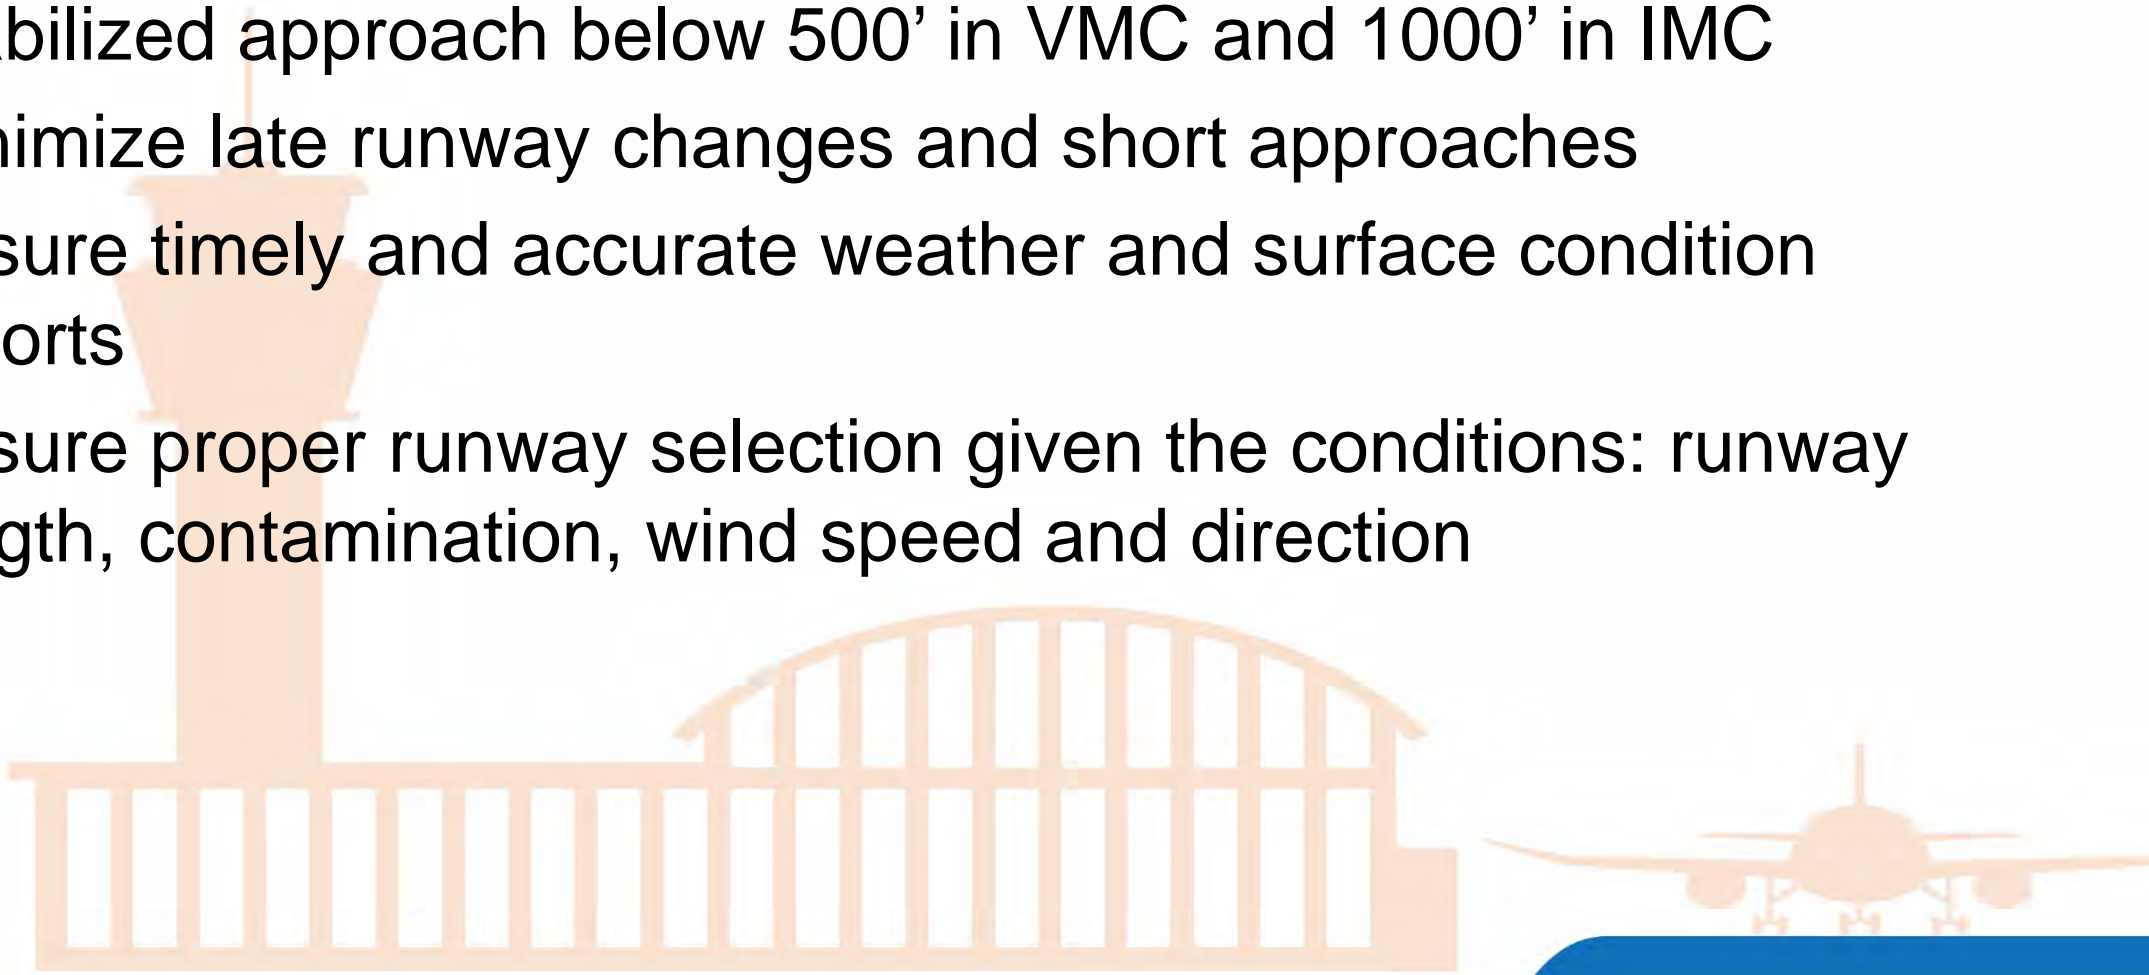 bilized approach below 500’ in VMC and 1000’ in IMC
nimize late runway changes and short approaches
sure timely and accurate weather and surface condition
orts
sure proper runway selection given the conditions: runway
gth, contamination, wind speed and direction